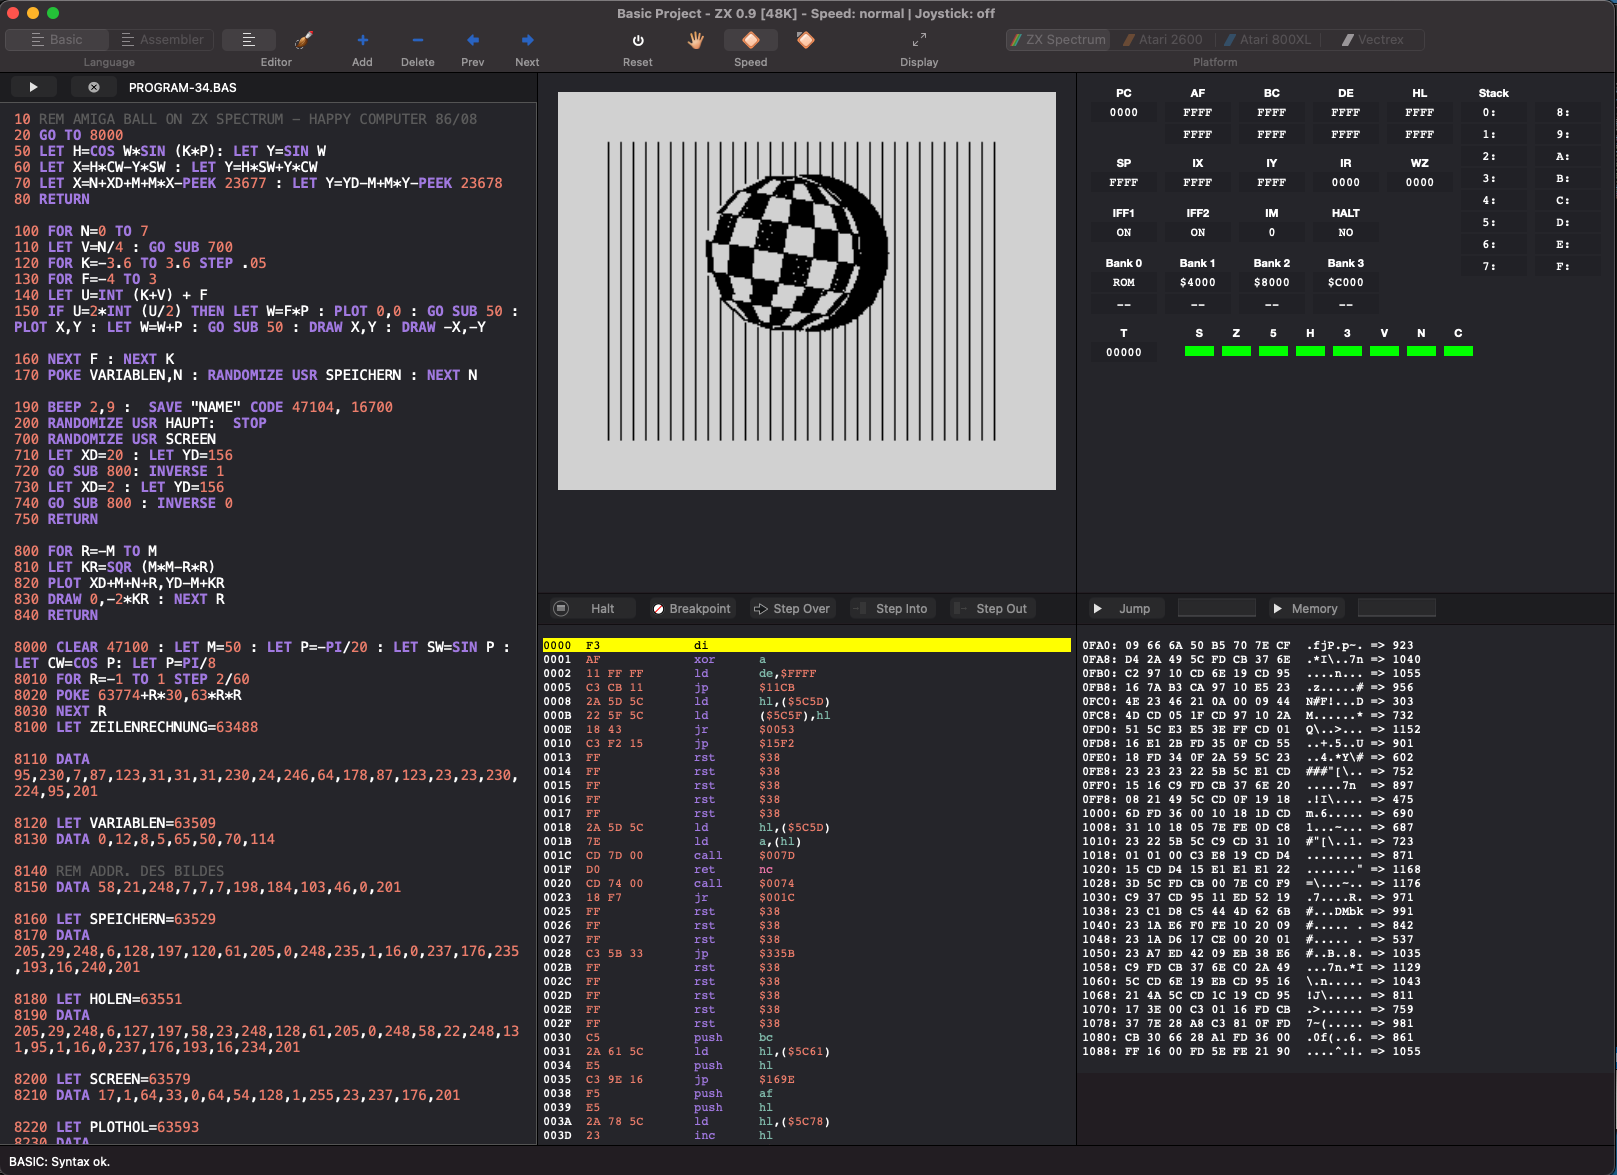 Basic Project - ZX 0.9 [48K] - Speed: normal | Joystick: off
Basic Assembler
Language Editor Add Delete Prev Next Reset Speed Display
ZX Spectrum Atari 2600 Atari 800XL Vectrex
Platform
PROGRAM-34.BAS
10 REM AMIGA BALL ON ZX SPECTRUM - HAPPY COMPUTER 86/08
20 GO TO 8000
50 LET H=COS W*SIN (K*P): LET Y=SIN W
60 LET X=H*CW-Y*SW : LET Y=H*SW+Y*CW
70 LET X=N+XD+M+M*X-PEEK 23677 : LET Y=YD-M+M*Y-PEEK 23678
80 RETURN
100 FOR N=0 TO 7
110 LET V=N/4 : GO SUB 700
120 FOR K=-3.6 TO 3.6 STEP .05
130 FOR F=-4 TO 3
140 LET U=INT (K+V) + F
150 IF U=2*INT (U/2) THEN LET W=F*P : PLOT 0,0 : GO SUB 50 :
PLOT X,Y : LET W=W+P : GO SUB 50 : DRAW X,Y : DRAW -X,-Y
160 NEXT F : NEXT K
170 POKE VARIABLEN,N : RANDOMIZE USR SPEICHERN : NEXT N
190 BEEP 2,9 :  SAVE "NAME" CODE 47104, 16700
200 RANDOMIZE USR HAUPT:  STOP
700 RANDOMIZE USR SCREEN
710 LET XD=20 : LET YD=156
720 GO SUB 800: INVERSE 1
730 LET XD=2 : LET YD=156
740 GO SUB 800 : INVERSE 0
750 RETURN
800 FOR R=-M TO M
810 LET KR=SQR (M*M-R*R)
820 PLOT XD+M+N+R,YD-M+KR
830 DRAW 0,-2*KR : NEXT R
840 RETURN
8000 CLEAR 47100 : LET M=50 : LET P=-PI/20 : LET SW=SIN P :
LET CW=COS P: LET P=PI/8
8010 FOR R=-1 TO 1 STEP 2/60
8020 POKE 63774+R*30,63*R*R
8030 NEXT R
8100 LET ZEILENRECHNUNG=63488
8110 DATA
95,230,7,87,123,31,31,31,230,24,246,64,178,87,123,23,23,230,
224,95,201
8120 LET VARIABLEN=63509
8130 DATA 0,12,8,5,65,50,70,114
8140 REM ADDR. DES BILDES
8150 DATA 58,21,248,7,7,7,198,184,103,46,0,201
8160 LET SPEICHERN=63529
8170 DATA
205,29,248,6,128,197,120,61,205,0,248,235,1,16,0,237,176,235
,193,16,240,201
8180 LET HOLEN=63551
8190 DATA
205,29,248,6,127,197,58,23,248,128,61,205,0,248,58,22,248,13
1,95,1,16,0,237,176,193,16,234,201
8200 LET SCREEN=63579
8210 DATA 17,1,64,33,0,64,54,128,1,255,23,237,176,201
8220 LET PLOTHOL=63593
8230 DATA
BASIC: Syntax ok.
PC AF BC DE HL Stack
0000 FFFF FFFF FFFF FFFF 0: 8:
FFFF FFFF FFFF FFFF 1: 9:
SP IX IY IR WZ 2: A:
FFFF FFFF FFFF 0000 0000 3: B:
4: C:
IFF1 IFF2 IM HALT 5: D:
ON ON 0 NO 6: E:
7: F:
Bank 0 Bank 1 Bank 2 Bank 3
ROM $4000 $8000 $C000
-- -- -- --
T S Z 5 H 3 V N C
00000
Halt Breakpoint Step Over Step Into Step Out
Jump Memory
0000 F3 di
0001 AF xor a
0002 11 FF FF ld de,$FFFF
0005 C3 CB 11 jp $11CB
0008 2A 5D 5C ld hl,($5C5D)
000B 22 5F 5C ld ($5C5F),hl
000E 18 43 jr $0053
0010 C3 F2 15 jp $15F2
0013 FF rst $38
0014 FF rst $38
0015 FF rst $38
0016 FF rst $38
0017 FF rst $38
0018 2A 5D 5C ld hl,($5C5D)
001B 7E ld a,(hl)
001C CD 7D 00 call $007D
001F D0 ret nc
0020 CD 74 00 call $0074
0023 18 F7 jr $001C
0025 FF rst $38
0026 FF rst $38
0027 FF rst $38
0028 C3 5B 33 jp $335B
002B FF rst $38
002C FF rst $38
002D FF rst $38
002E FF rst $38
002F FF rst $38
0030 C5 push bc
0031 2A 61 5C ld hl,($5C61)
0034 E5 push hl
0035 C3 9E 16 jp $169E
0038 F5 push af
0039 E5 push hl
003A 2A 78 5C ld hl,($5C78)
003D 23 inc hl
0FA0: 09 66 6A 50 B5 70 7E CF .fjP.p~. => 923
0FA8: D4 2A 49 5C FD CB 37 6E .*I\..7n => 1040
0FB0: C2 97 10 CD 6E 19 CD 95 ....n... => 1055
0FB8: 16 7A B3 CA 97 10 E5 23 .z.....# => 956
0FC0: 4E 23 46 21 0A 00 09 44 N#F!...D => 303
0FC8: 4D CD 05 1F CD 97 10 2A M......* => 732
0FD0: 51 5C E3 E5 3E FF CD 01 Q\..>... => 1152
0FD8: 16 E1 2B FD 35 0F CD 55 ..+.5..U => 901
0FE0: 18 FD 34 0F 2A 59 5C 23 ..4.*Y\# => 602
0FE8: 23 23 23 22 5B 5C E1 CD ###"[\.. => 752
0FF0: 15 16 C9 FD CB 37 6E 20 .....7n  => 897
0FF8: 08 21 49 5C CD 0F 19 18 .!I\.... => 475
1000: 6D FD 36 00 10 18 1D CD m.6..... => 690
1008: 31 10 18 05 7E FE 0D C8 1...~... => 687
1010: 23 22 5B 5C C9 CD 31 10 #"[\..1. => 723
1018: 01 01 00 C3 E8 19 CD D4 ........ => 871
1020: 15 CD D4 15 E1 E1 E1 22 ......." => 1168
1028: 3D 5C FD CB 00 7E C0 F9 =\...~.. => 1176
1030: C9 37 CD 95 11 ED 52 19 .7....R. => 971
1038: 23 C1 D8 C5 44 4D 62 6B #...DMbk => 991
1040: 23 1A E6 F0 FE 10 20 09 #..... . => 842
1048: 23 1A D6 17 CE 00 20 01 #..... . => 537
1050: 23 A7 ED 42 09 EB 38 E6 #..B..8. => 1035
1058: C9 FD CB 37 6E C0 2A 49 ...7n.*I => 1129
1060: 5C CD 6E 19 EB CD 95 16 \.n..... => 1043
1068: 21 4A 5C CD 1C 19 CD 95 !J\..... => 811
1070: 17 3E 00 C3 01 16 FD CB .>...... => 759
1078: 37 7E 28 A8 C3 81 0F FD 7~(..... => 981
1080: CB 30 66 28 A1 FD 36 00 .0f(..6. => 861
1088: FF 16 00 FD 5E FE 21 90 ....^.!. => 1055